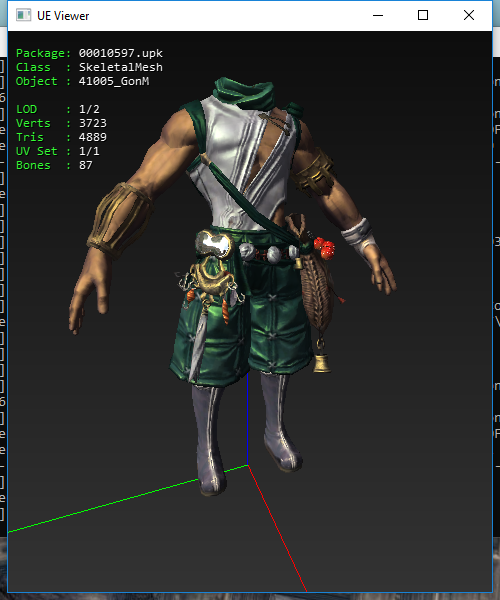 UE Viewer
Package: 00010597.upk
Class : SkeletalMesh
Object : 41005_GonM
LOD : 1/2
Verts : 3723
Tris : 4889
UV Set : 1/1
Bones : 87